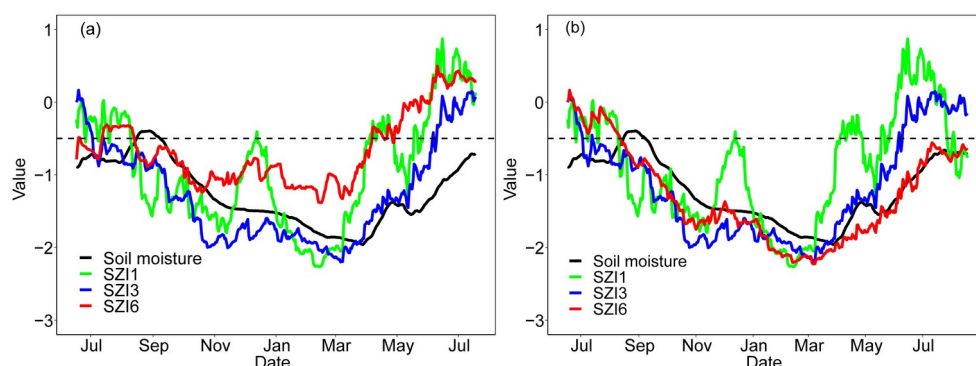 (a)
1
0
−1
−2
−3
Value
Soil moisture
SZI1
SZI3
SZI6
Jul Sep Nov Jan Mar May Jul
Date
(b)
1
0
−1
−2
−3
Value
Soil moisture
SZI1
SZI3
SZI6
Jul Sep Nov Jan Mar May Jul
Date